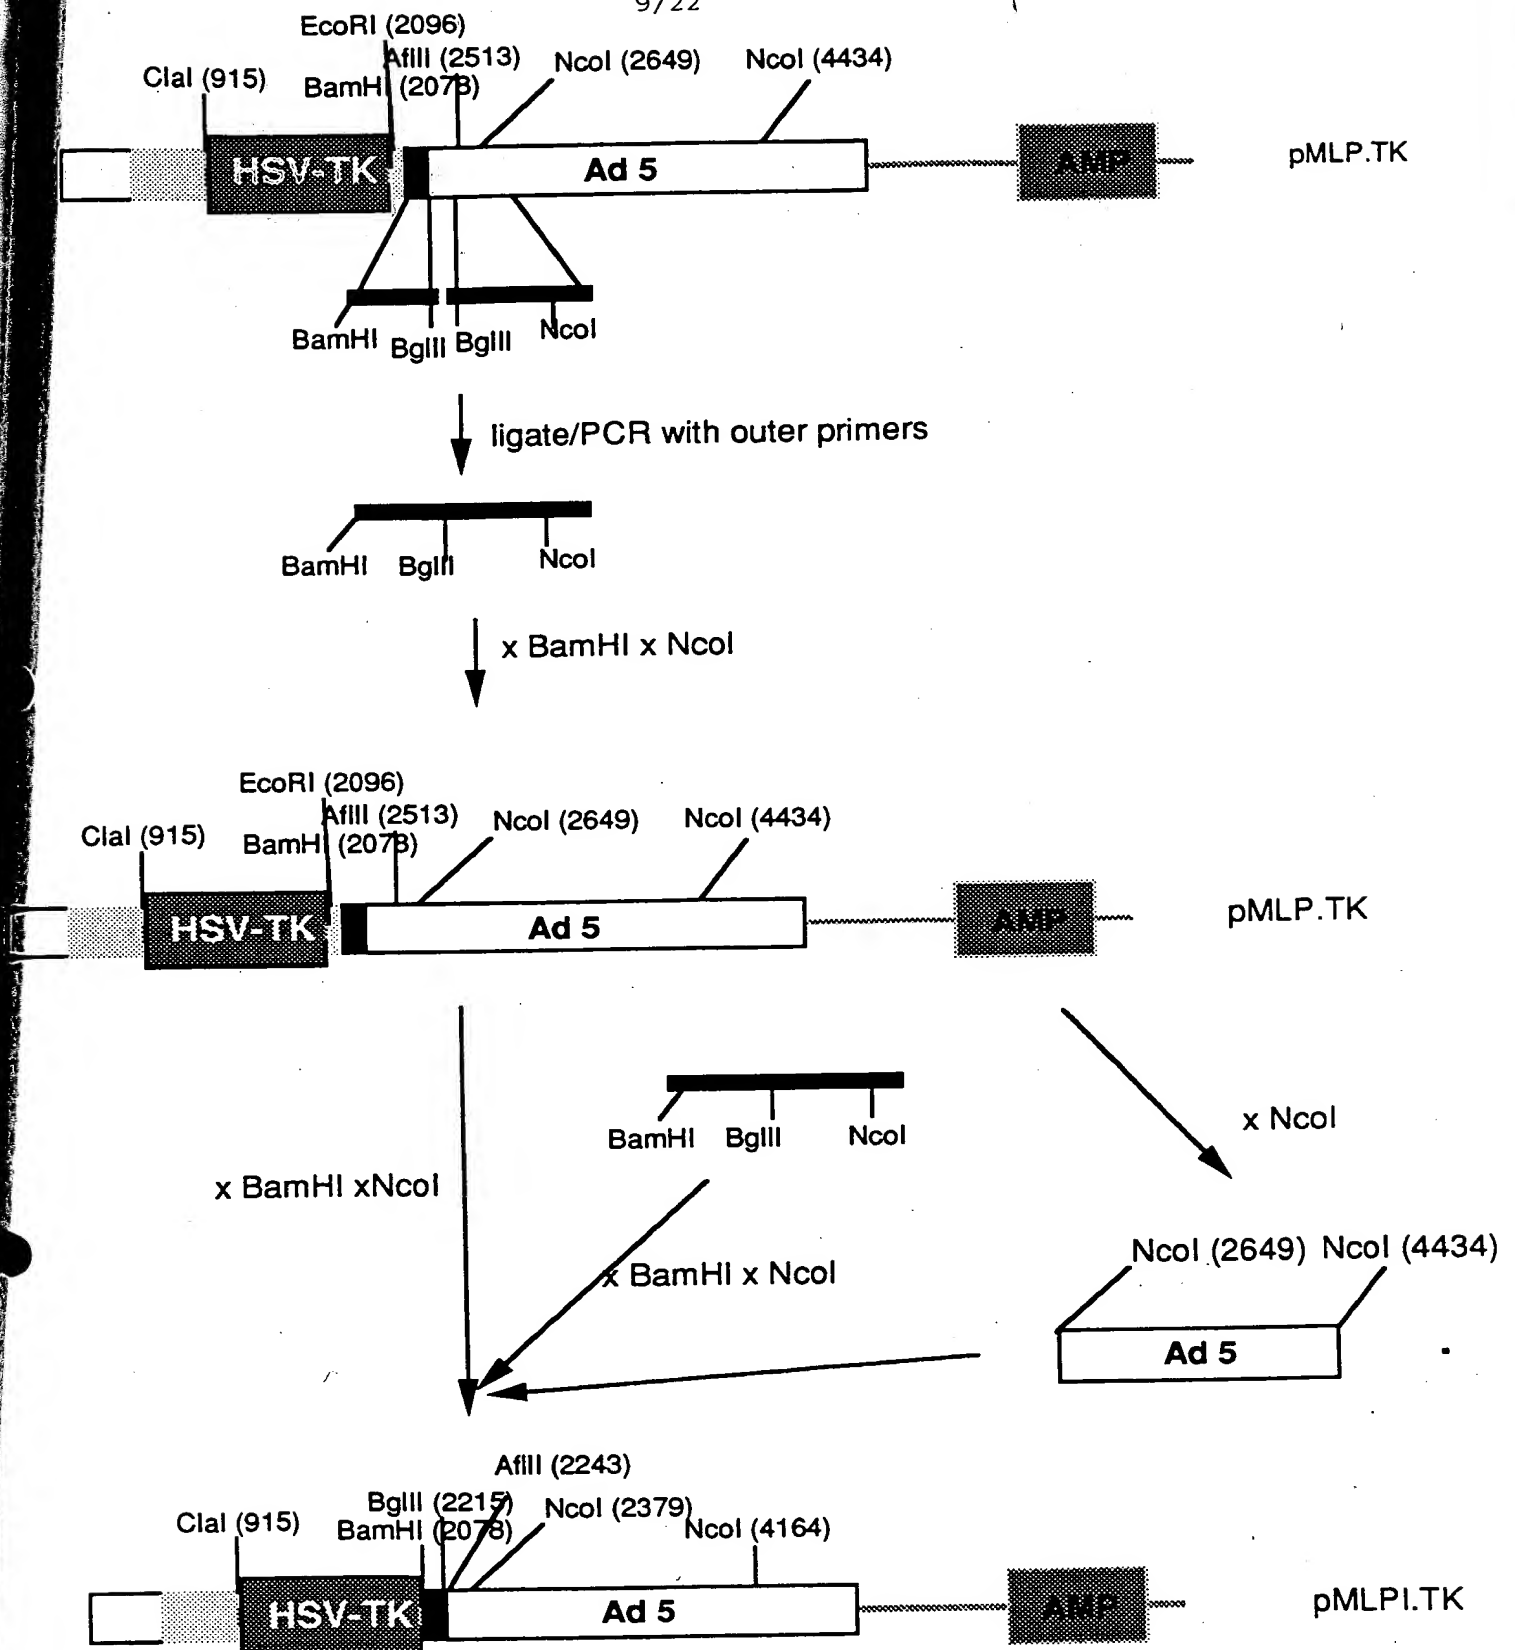 9/22
EcoRI (2096)
AflII (2513)
NcoI (2649)
NcoI (4434)
ClaI (915)
BamHI (2078)
HSV-TK
Ad 5
AMP
pMLP.TK
BamHI
BglII
BglII
NcoI
ligate/PCR with outer primers
BamHI
BglII
NcoI
x BamHI x NcoI
EcoRI (2096)
AflII (2513)
NcoI (2649)
NcoI (4434)
ClaI (915)
BamHI (2078)
HSV-TK
Ad 5
AMP
pMLP.TK
BamHI
BglII
NcoI
x NcoI
x BamHI xNcoI
NcoI (2649)
NcoI (4434)
x BamHI x NcoI
Ad 5
AflII (2243)
BglII (2215)
NcoI (2379)
ClaI (915)
BamHI (2078)
NcoI (4164)
HSV-TK
Ad 5
AMP
pMLPI.TK